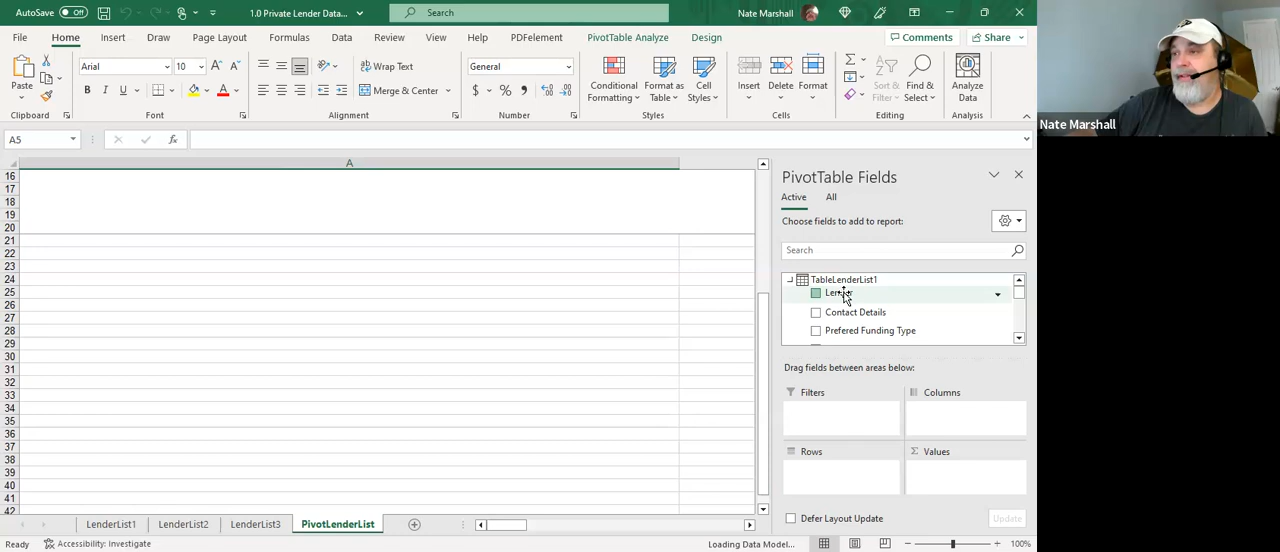 AutoSave Off 1.0 Private Lender Data... Search Nate Marshall
File Home Insert Draw Page Layout Formulas Data Review View Help PDFelement PivotTable Analyze Design Comments Share
Arial 10 Wrap Text General
Paste B I U A Merge & Center $ % Conditional Formatting Format as Table Cell Styles Insert Delete Format Sort & Filter Find & Select Analyze Data
Clipboard Font Alignment Number Styles Cells Editing Analysis
Nate Marshall
A5 fx
A
16
17
18
19
20
21
22
23
24
25
26
27
28
29
30
31
32
33
34
35
36
37
38
39
40
41
42
PivotTable Fields
Active All
Choose fields to add to report:
Search
TableLenderList1
Lender
Contact Details
Prefered Funding Type
Drag fields between areas below:
Filters Columns
Rows Values
Defer Layout Update Update
LenderList1 LenderList2 LenderList3 PivotLenderList
Ready Accessibility: Investigate Loading Data Model... 100%